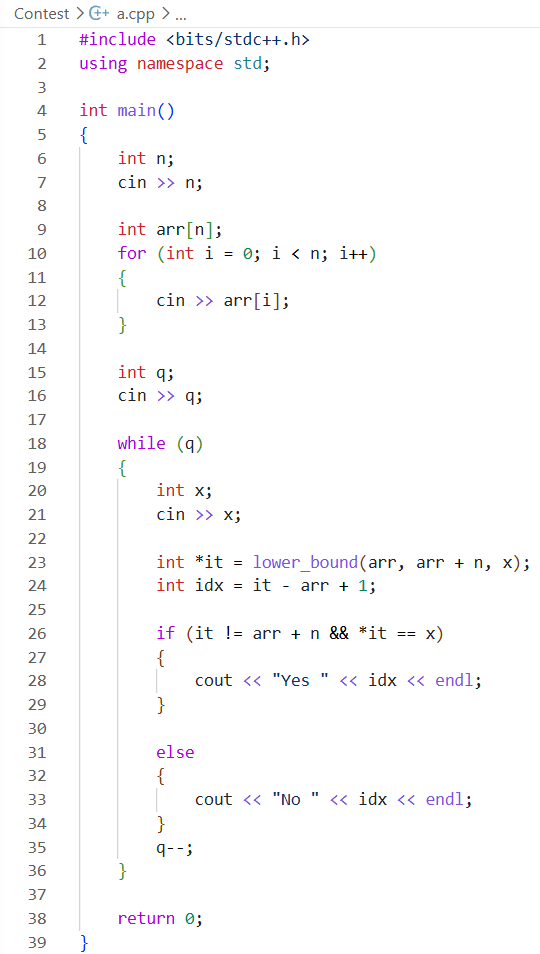 Contest > a.cpp > ...
1 #include <bits/stdc++.h>
2 using namespace std;
3
4 int main()
5 {
6     int n;
7     cin >> n;
8
9     int arr[n];
10     for (int i = 0; i < n; i++)
11     {
12         cin >> arr[i];
13     }
14
15     int q;
16     cin >> q;
17
18     while (q)
19     {
20         int x;
21         cin >> x;
22
23         int *it = lower_bound(arr, arr + n, x);
24         int idx = it - arr + 1;
25
26         if (it != arr + n && *it == x)
27         {
28             cout << "Yes " << idx << endl;
29         }
30
31         else
32         {
33             cout << "No " << idx << endl;
34         }
35         q--;
36     }
37
38     return 0;
39 }